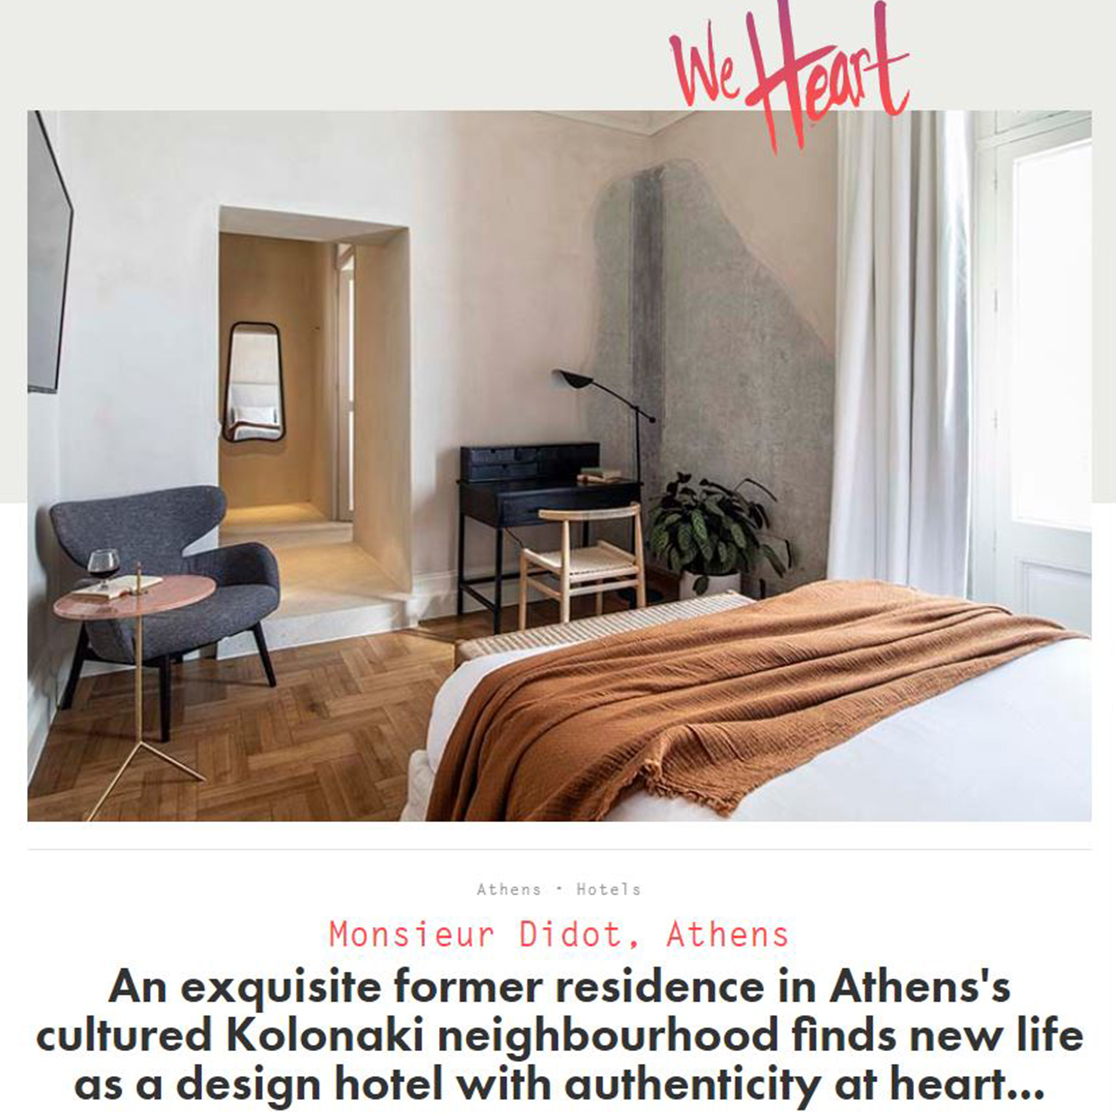 We Heart
Athens · Hotels
Monsieur Didot, Athens
An exquisite former residence in Athens's
cultured Kolonaki neighbourhood finds new life
as a design hotel with authenticity at heart...